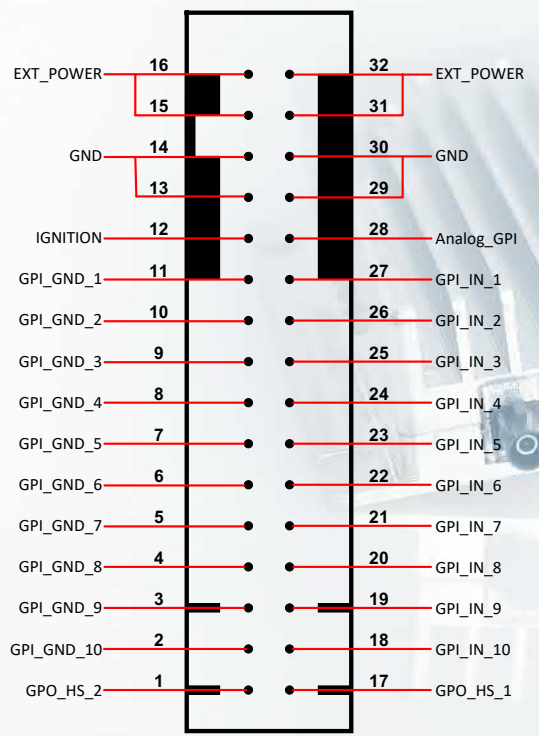 EXT_POWER 16 32 EXT_POWER
15 31
GND 14 30 GND
13 29
IGNITION 12 28 Analog_GPI
GPI_GND_1 11 27 GPI_IN_1
GPI_GND_2 10 26 GPI_IN_2
GPI_GND_3 9 25 GPI_IN_3
GPI_GND_4 8 24 GPI_IN_4
GPI_GND_5 7 23 GPI_IN_5
GPI_GND_6 6 22 GPI_IN_6
GPI_GND_7 5 21 GPI_IN_7
GPI_GND_8 4 20 GPI_IN_8
GPI_GND_9 3 19 GPI_IN_9
GPI_GND_10 2 18 GPI_IN_10
GPO_HS_2 1 17 GPO_HS_1